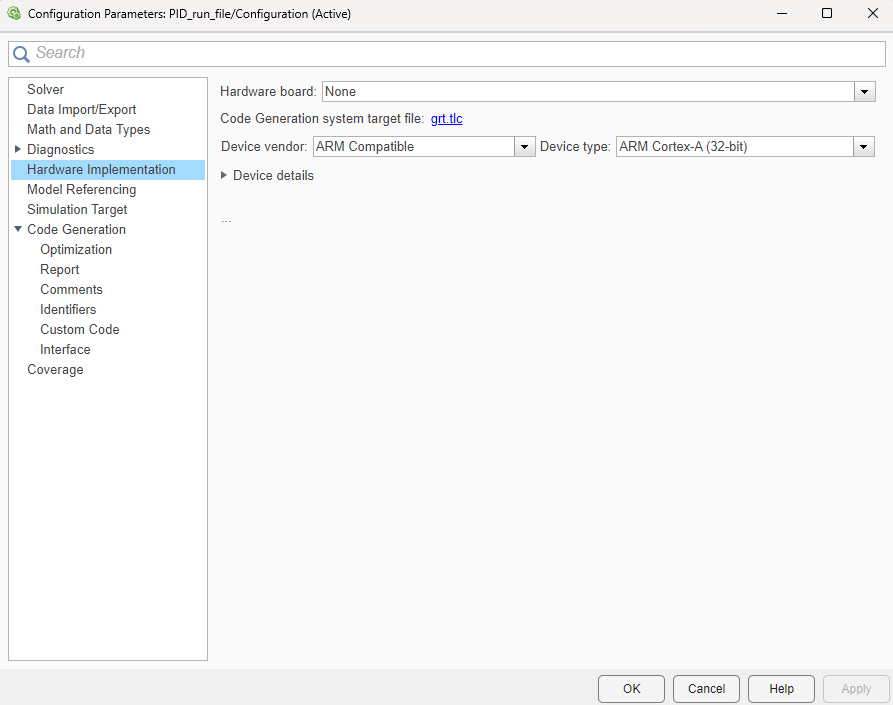 Configuration Parameters: PID_run_file/Configuration (Active)
Search
Solver
Data Import/Export
Math and Data Types
Diagnostics
Hardware Implementation
Model Referencing
Simulation Target
Code Generation
Optimization
Report
Comments
Identifiers
Custom Code
Interface
Coverage
Hardware board: None
Code Generation system target file: grt.tlc
Device vendor: ARM Compatible Device type: ARM Cortex-A (32-bit)
Device details
...
OK Cancel Help Apply